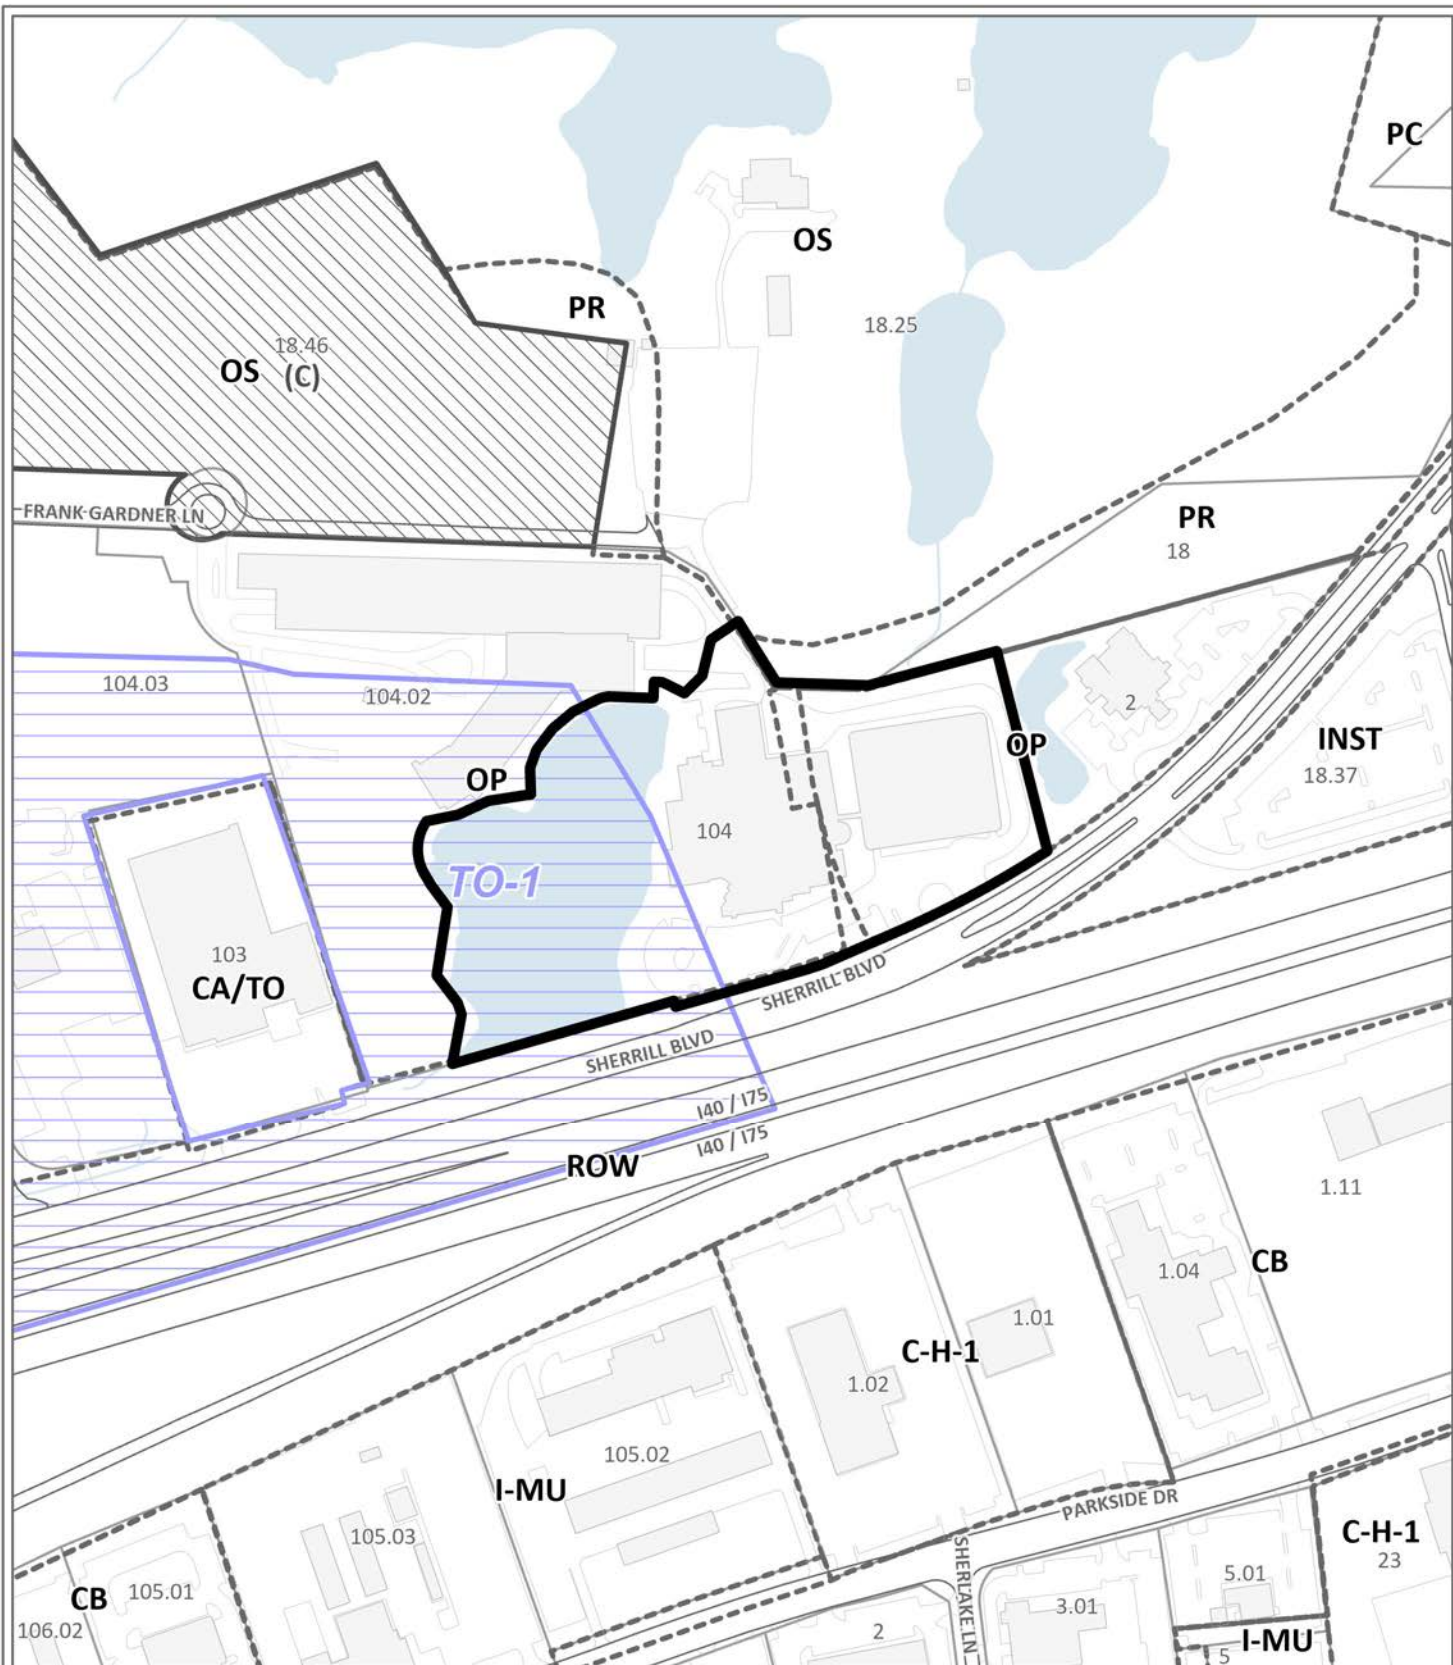 PC
OS
PR
18.25
18.46
OS (C)
FRANK GARDNER LN
PR
18
104.03
104.02
2
OP
INST
18.37
OP
104
TO-1
103
CA/TO
SHERRILL BLVD
SHERRILL BLVD
I40 / I75
I40 / I75
ROW
1.11
CB
1.04
1.01
C-H-1
1.02
105.02
I-MU
PARKSIDE DR
105.03
C-H-1
23
SHERLAKE LN
5.01
CB
105.01
3.01
106.02
2
I-MU
5